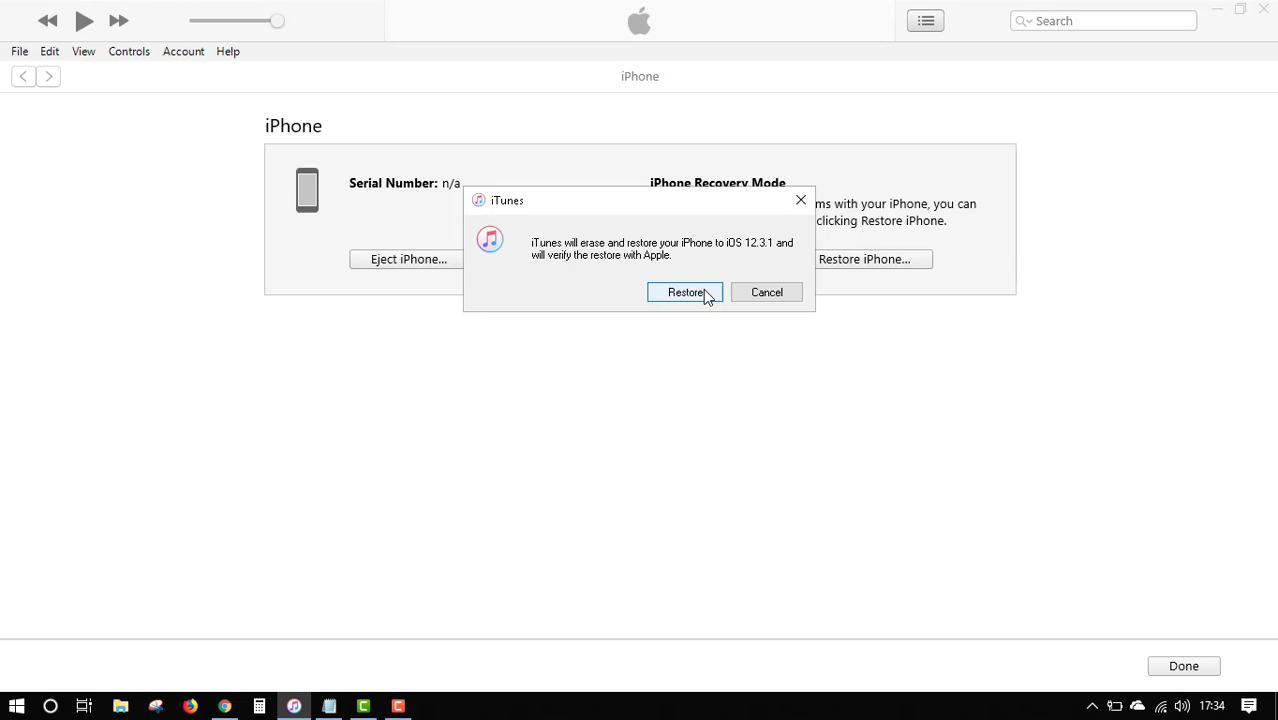 Search
File Edit View Controls Account Help
iPhone
iPhone
Serial Number: n/a
iPhone Recovery Mode
ms with your iPhone, you can
clicking Restore iPhone.
Eject iPhone...
Restore iPhone...
iTunes
iTunes will erase and restore your iPhone to iOS 12.3.1 and
will verify the restore with Apple.
Restore
Cancel
Done
17:34